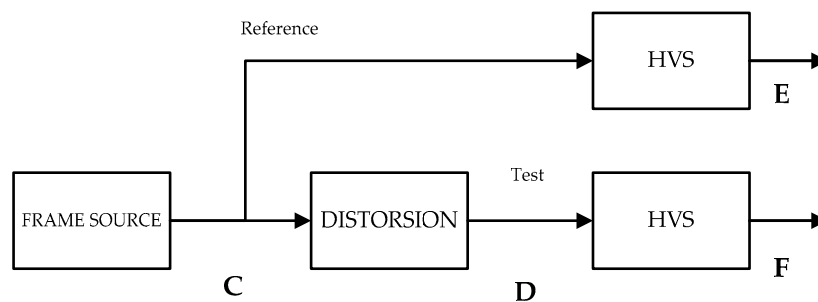 Reference
HVS
E
Test
FRAME SOURCE
DISTORSION
HVS
C
D
F